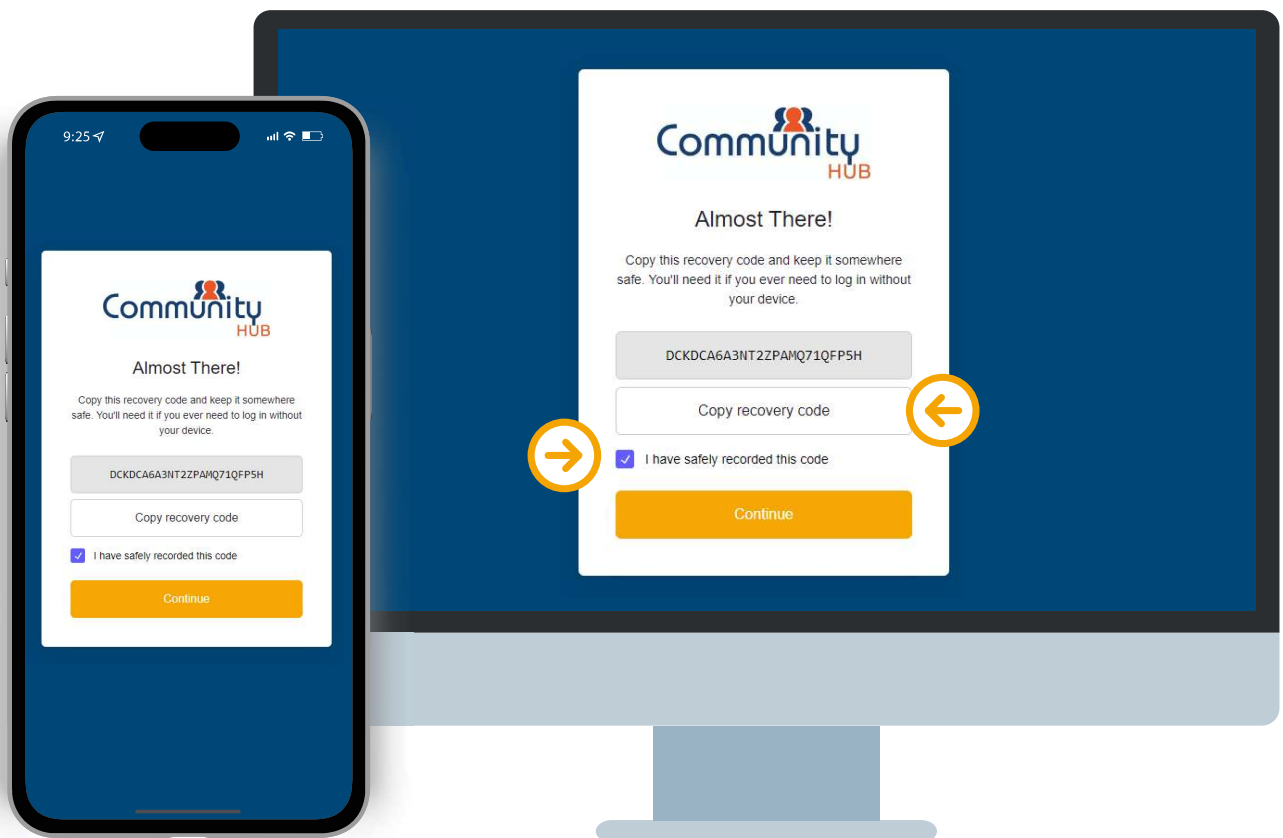 9:25
Community
HUB
Almost There!
Copy this recovery code and keep it somewhere
safe. You'll need it if you ever need to log in without
your device.
DCKDCA6A3NT2ZPAMQ71QFP5H
Copy recovery code
I have safely recorded this code
Continue
Community
HUB
Almost There!
Copy this recovery code and keep it somewhere
safe. You'll need it if you ever need to log in without
your device.
DCKDCA6A3NT2ZPAMQ71QFP5H
Copy recovery code
I have safely recorded this code
Continue